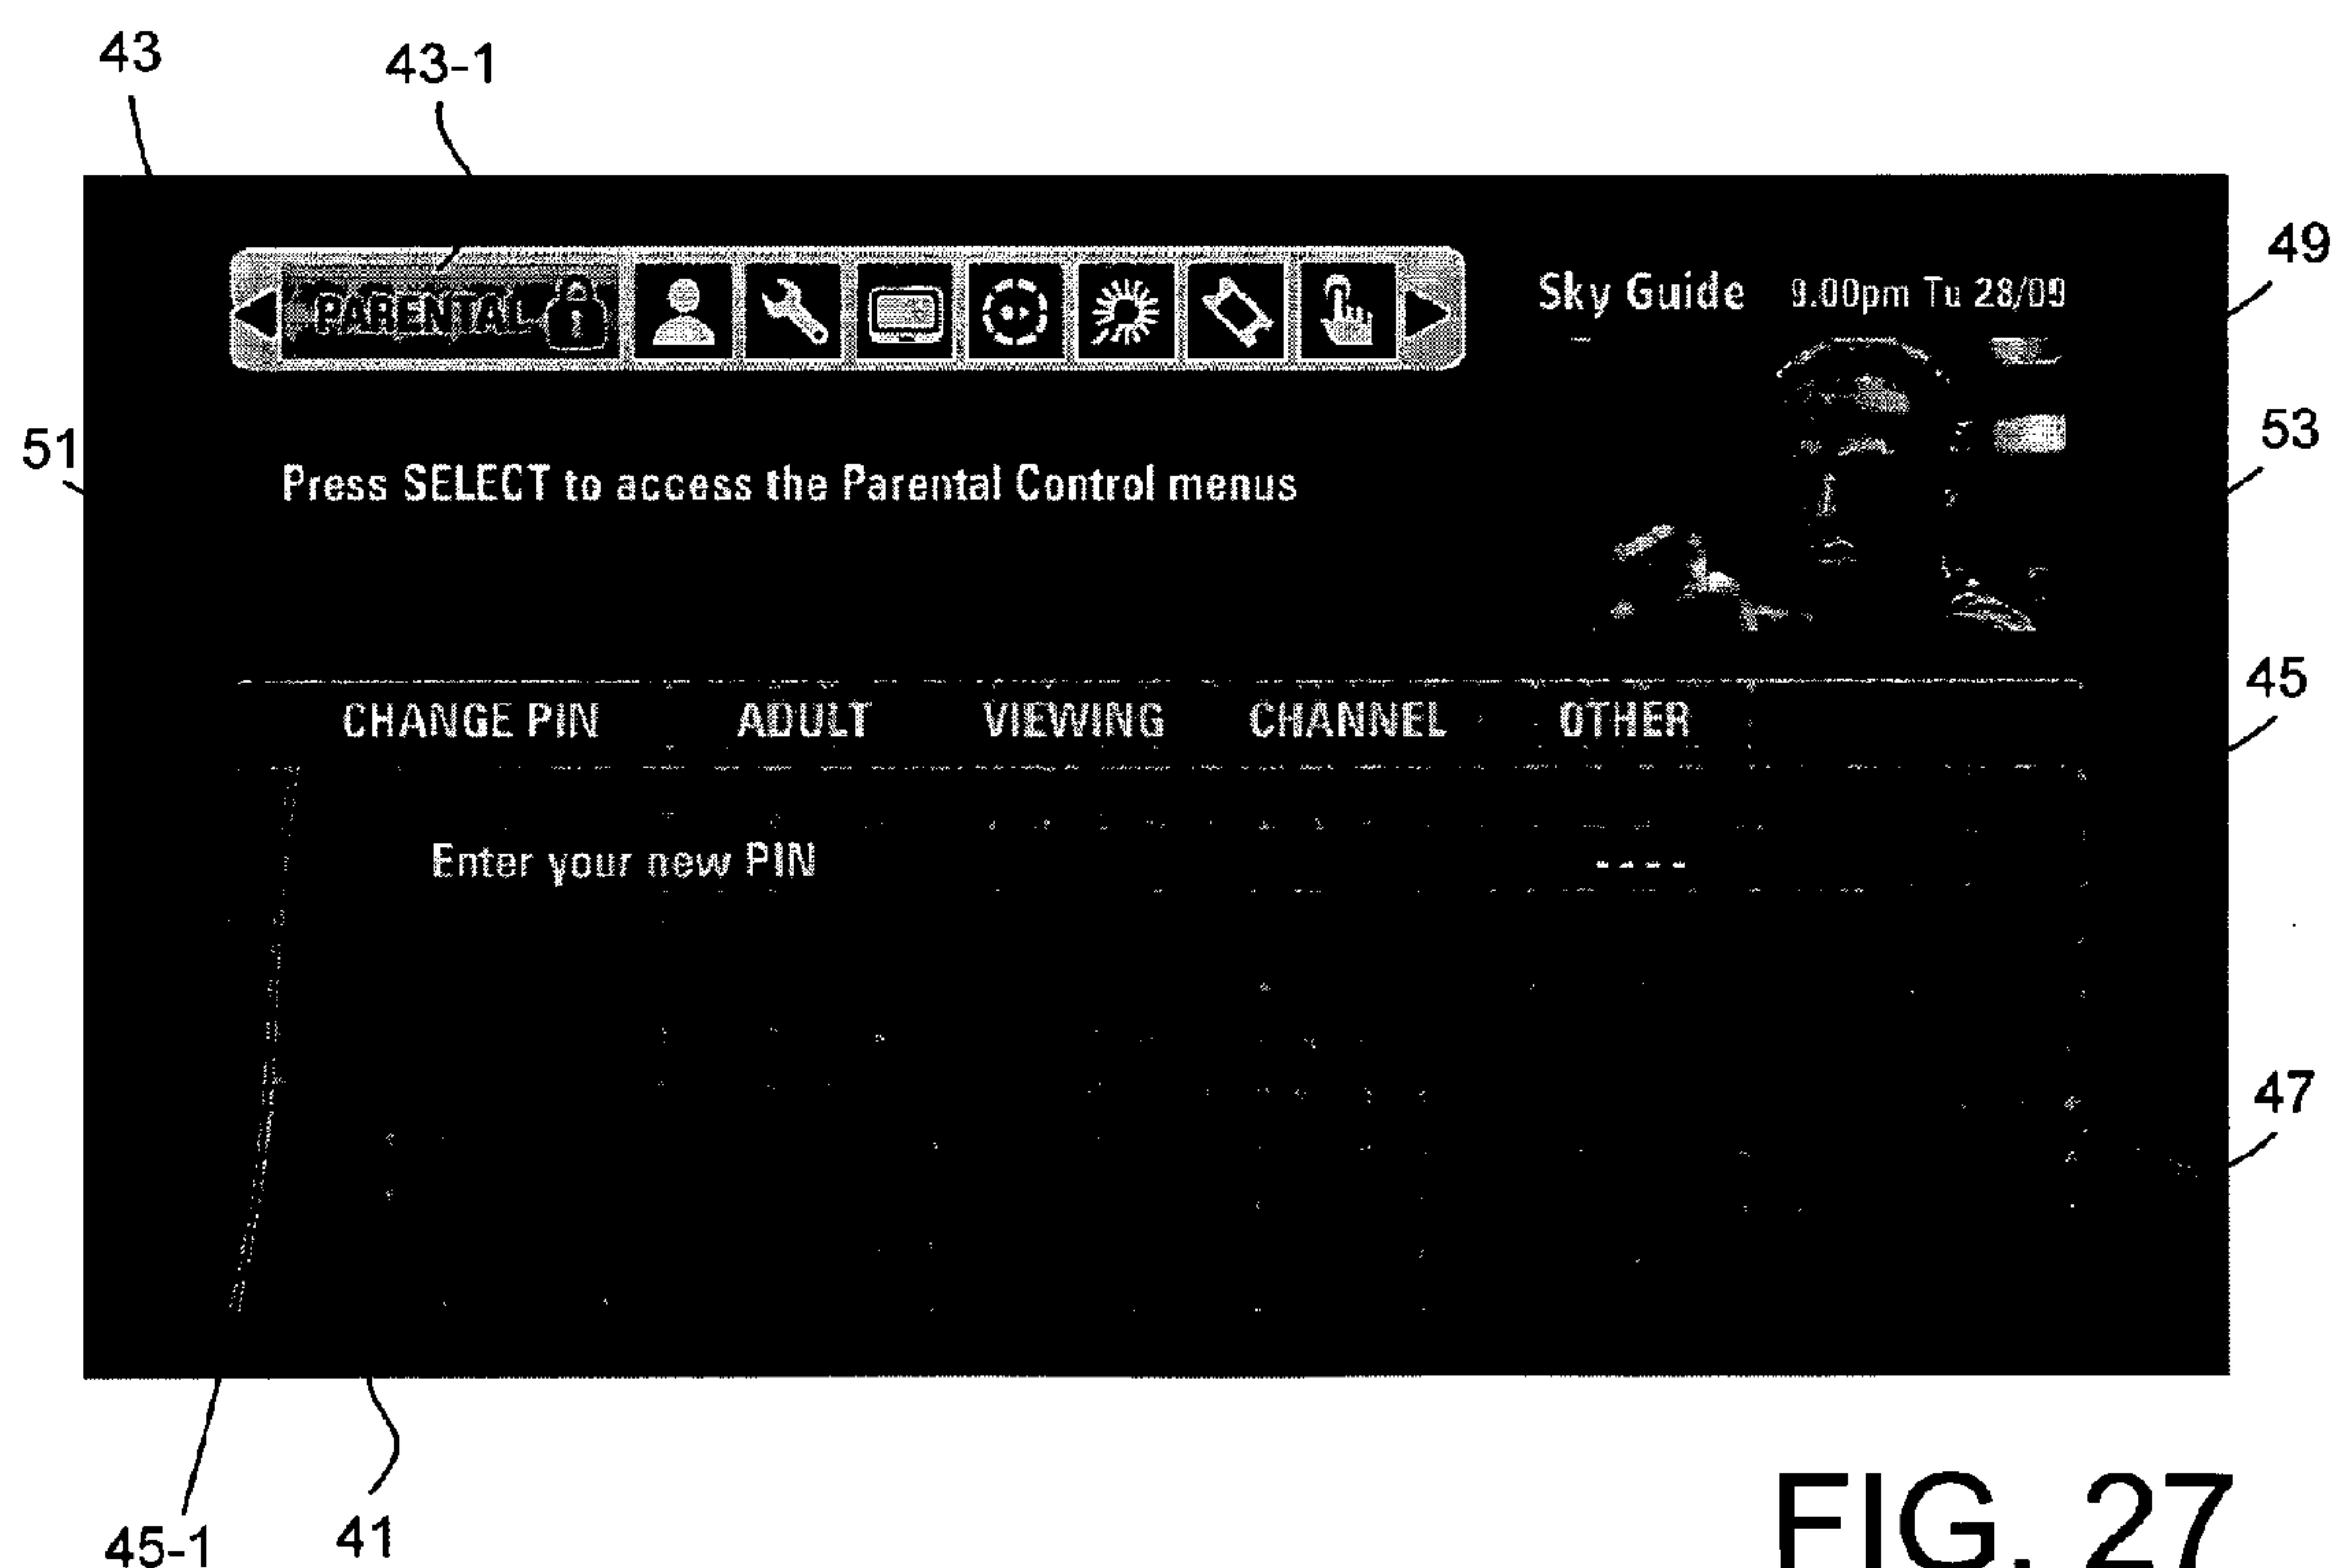 43
43-1
49
PARENTAL
Sky Guide 9.00pm Tu 28/09
51
53
Press SELECT to access the Parental Control menus
45
CHANGE PIN ADULT VIEWING CHANNEL OTHER
Enter your new PIN ----
47
45-1
41
FIG. 27